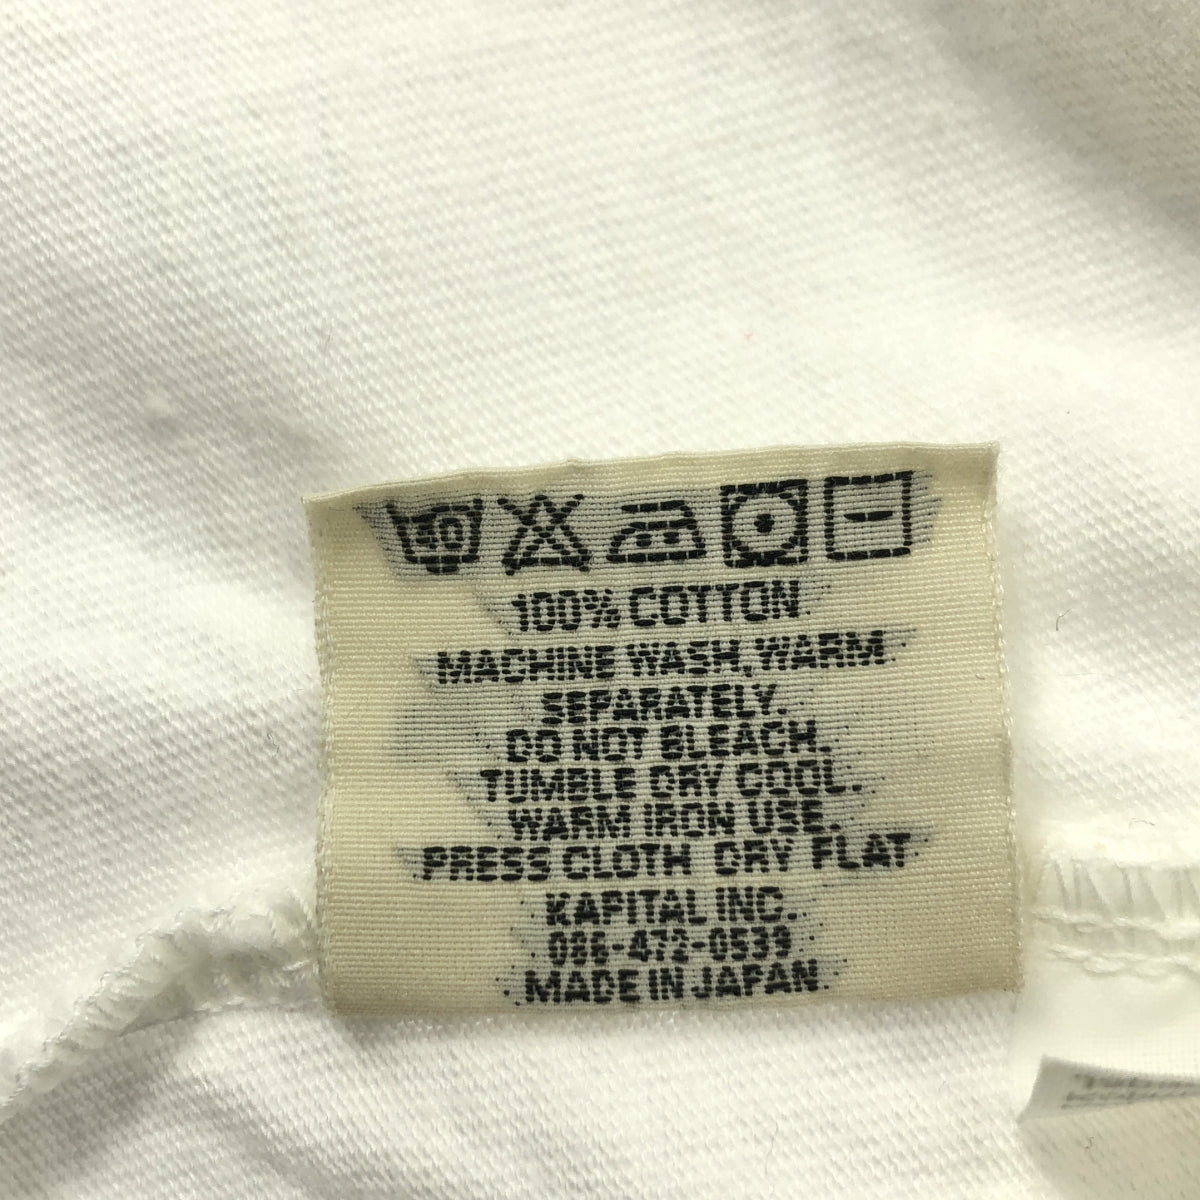 40
100% COTTON
MACHINE WASH, WARM
SEPARATELY.
DO NOT BLEACH.
TUMBLE DRY COOL.
WARM IRON USE.
PRESS CLOTH DRY FLAT
KAPITAL INC.
086-472-0539
MADE IN JAPAN